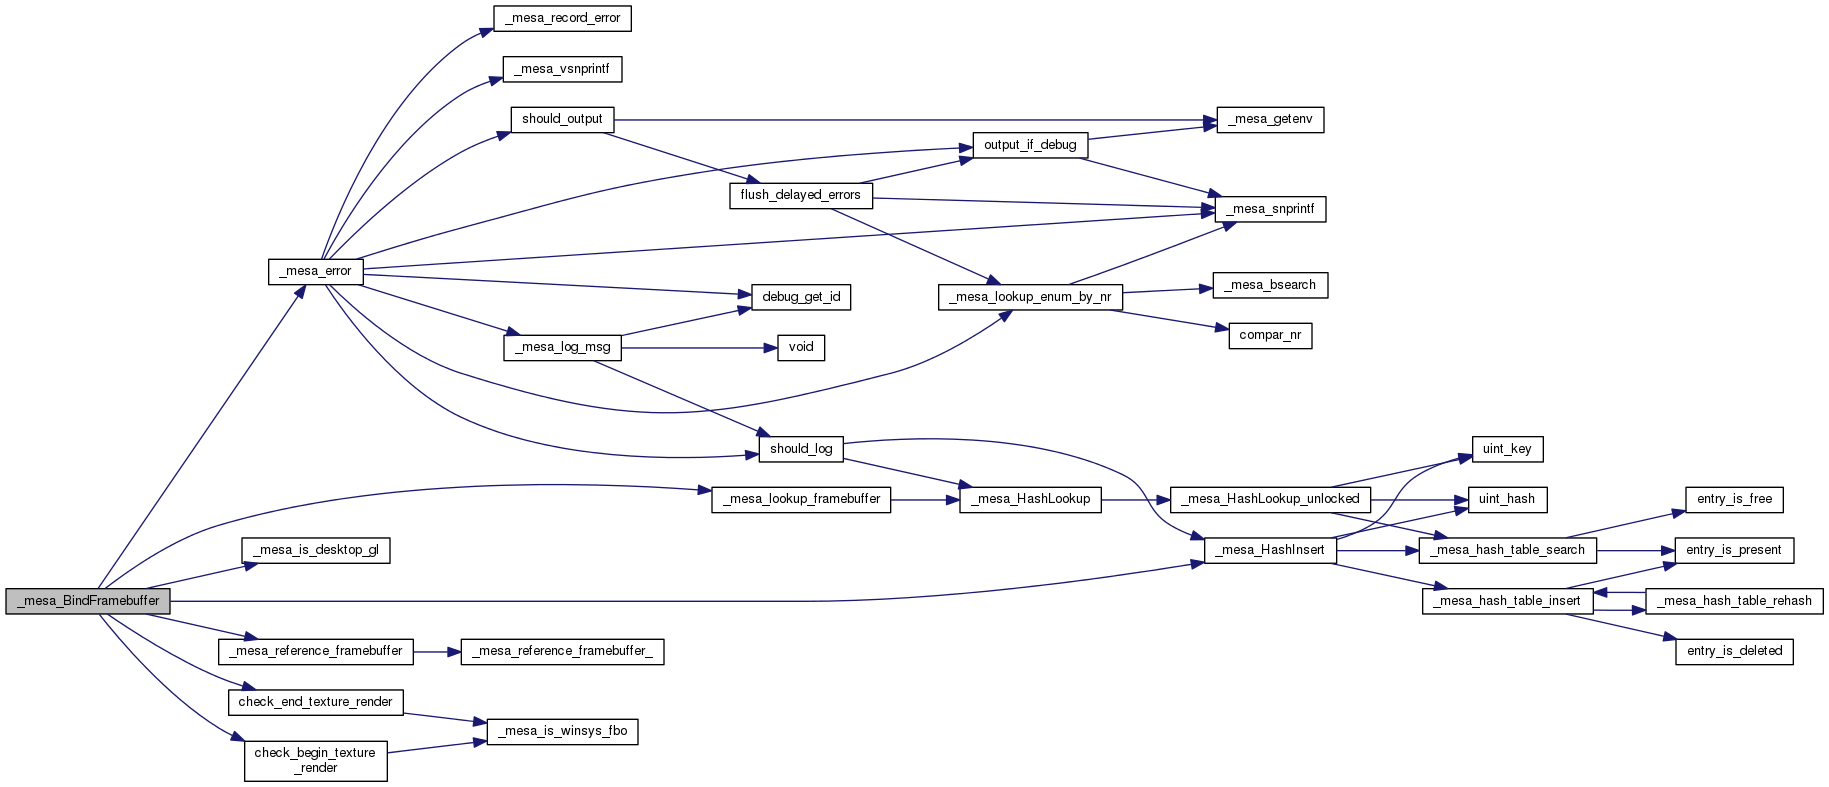 _mesa_record_error
_mesa_vsnprintf
should_output
_mesa_getenv
output_if_debug
flush_delayed_errors
_mesa_snprintf
_mesa_error
_mesa_bsearch
debug_get_id
_mesa_lookup_enum_by_nr
compar_nr
_mesa_log_msg
void
should_log
uint_key
_mesa_lookup_framebuffer
_mesa_HashLookup
_mesa_HashLookup_unlocked
uint_hash
entry_is_free
_mesa_is_desktop_gl
_mesa_HashInsert
_mesa_hash_table_search
entry_is_present
_mesa_BindFramebuffer
_mesa_hash_table_insert
_mesa_hash_table_rehash
_mesa_reference_framebuffer
_mesa_reference_framebuffer_
entry_is_deleted
check_end_texture_render
_mesa_is_winsys_fbo
check_begin_texture
_render